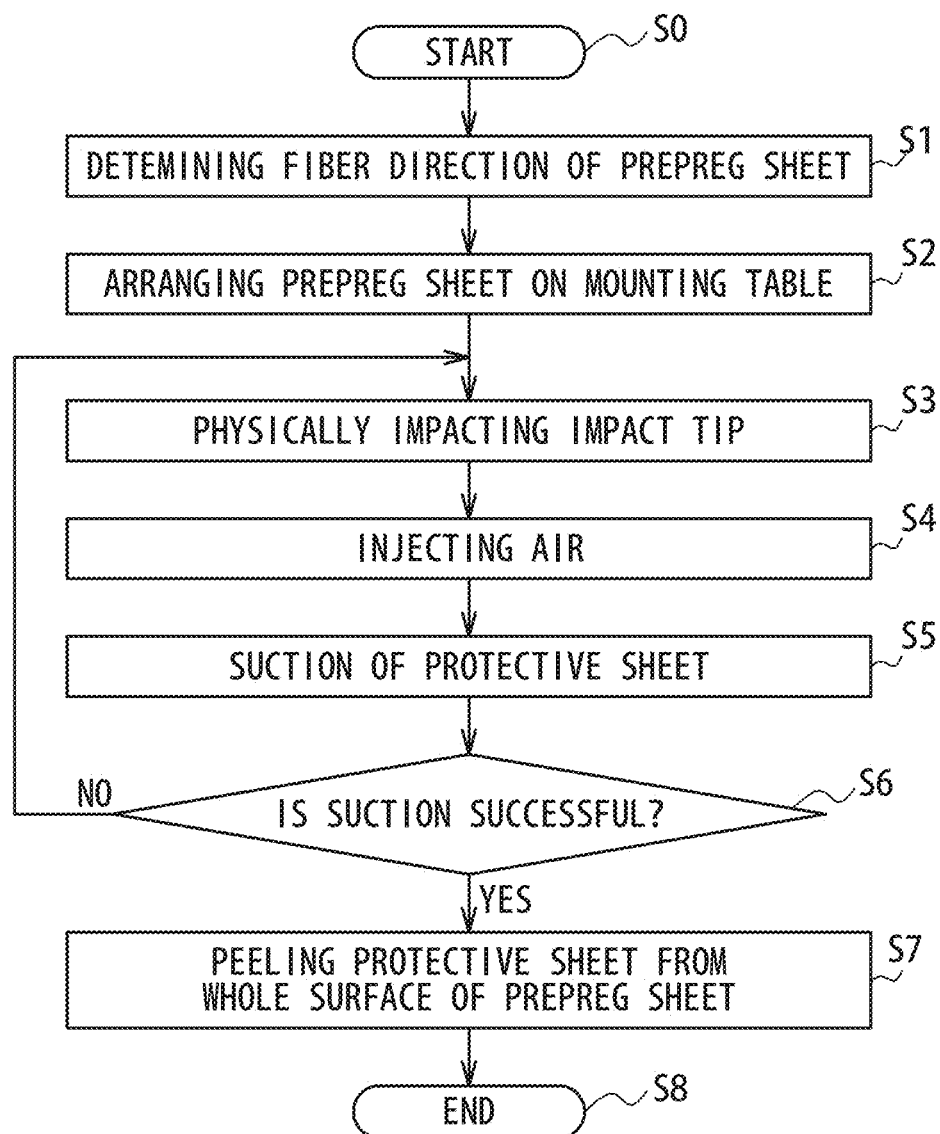 START
S0
DETEMINING FIBER DIRECTION OF PREPREG SHEET
S1
ARRANGING PREPREG SHEET ON MOUNTING TABLE
S2
PHYSICALLY IMPACTING IMPACT TIP
S3
INJECTING AIR
S4
SUCTION OF PROTECTIVE SHEET
S5
NO
IS SUCTION SUCCESSFUL?
S6
YES
PEELING PROTECTIVE SHEET FROM
WHOLE SURFACE OF PREPREG SHEET
S7
END
S8